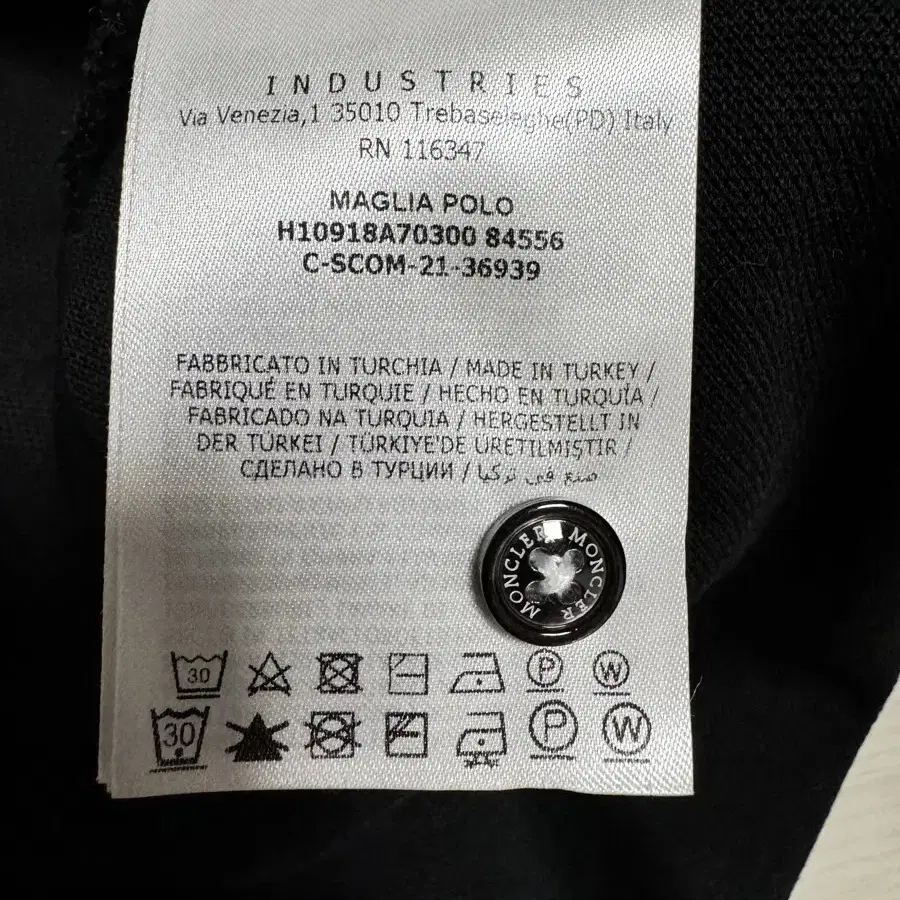 INDUSTRIES
Via Venezia,1 35010 Trebaseleghe(PD) Italy
RN 116347
MAGLIA POLO
H10918A70300 84556
C-SCOM-21-36939
FABBRICATO IN TURCHIA / MADE IN TURKEY /
FABRIQUÉ EN TURQUIE / HECHO EN TURQUÍA /
FABRICADO NA TURQUIA / HERGESTELLT IN
DER TÜRKEI / TÜRKIYE'DE ÜRETILMIŞTIR /
СДЕЛАНО В ТУРЦИИ / صنع في تركيا
MONCLER MONCLER
30 P W
30 P W